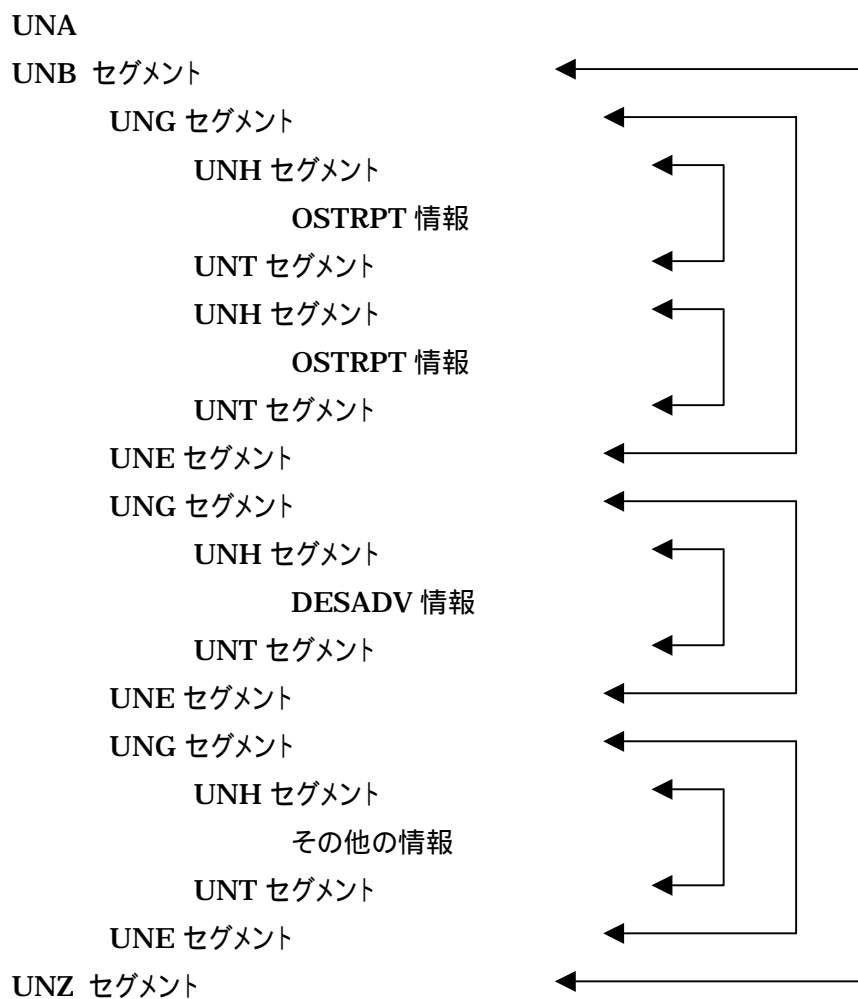 UNA
UNB セグメント
UNG セグメント
UNH セグメント
OSTRPT 情報
UNT セグメント
UNH セグメント
OSTRPT 情報
UNT セグメント
UNE セグメント
UNG セグメント
UNH セグメント
DESADV 情報
UNT セグメント
UNE セグメント
UNG セグメント
UNH セグメント
その他の情報
UNT セグメント
UNE セグメント
UNZ セグメント